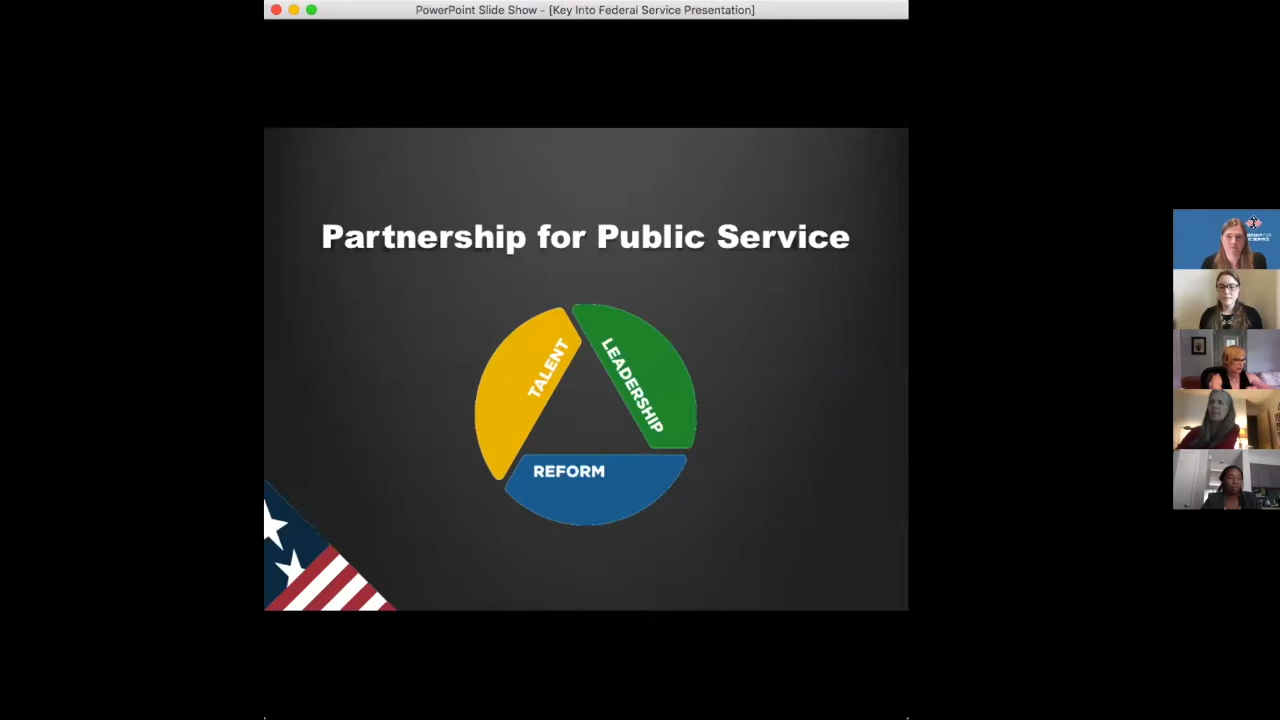 PowerPoint Slide Show - [Key Into Federal Service Presentation]
Partnership for Public Service
TALENT
LEADERSHIP
REFORM